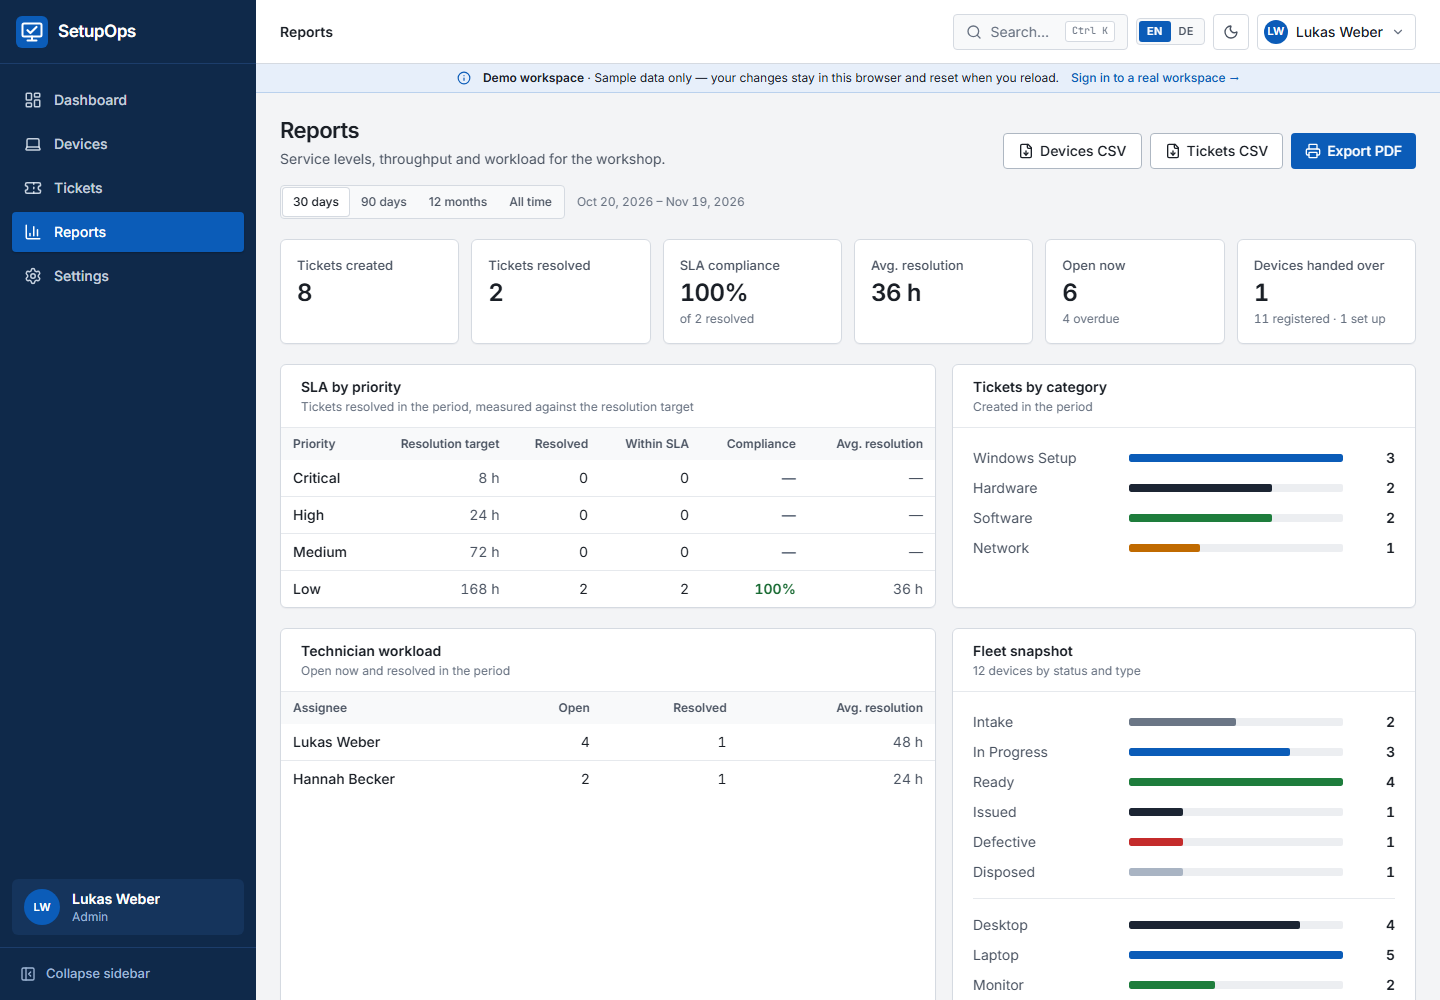 SetupOps
Dashboard
Devices
Tickets
Reports
Settings
Lukas Weber
LW
Admin
Collapse sidebar
Reports
Search...
Ctrl K
EN
DE
LW
Lukas Weber
Demo workspace · Sample data only — your changes stay in this browser and reset when you reload. Sign in to a real workspace →
Reports
Service levels, throughput and workload for the workshop.
Devices CSV
Tickets CSV
Export PDF
30 days
90 days
12 months
All time
Oct 20, 2026 – Nov 19, 2026
Tickets created
8
Tickets resolved
2
SLA compliance
100%
of 2 resolved
Avg. resolution
36 h
Open now
6
4 overdue
Devices handed over
1
11 registered · 1 set up
SLA by priority
Tickets resolved in the period, measured against the resolution target
Priority Resolution target Resolved Within SLA Compliance Avg. resolution
Critical 8 h 0 0 — —
High 24 h 0 0 — —
Medium 72 h 0 0 — —
Low 168 h 2 2 100% 36 h
Tickets by category
Created in the period
Windows Setup 3
Hardware 2
Software 2
Network 1
Technician workload
Open now and resolved in the period
Assignee Open Resolved Avg. resolution
Lukas Weber 4 1 48 h
Hannah Becker 2 1 24 h
Fleet snapshot
12 devices by status and type
Intake 2
In Progress 3
Ready 4
Issued 1
Defective 1
Disposed 1
Desktop 4
Laptop 5
Monitor 2